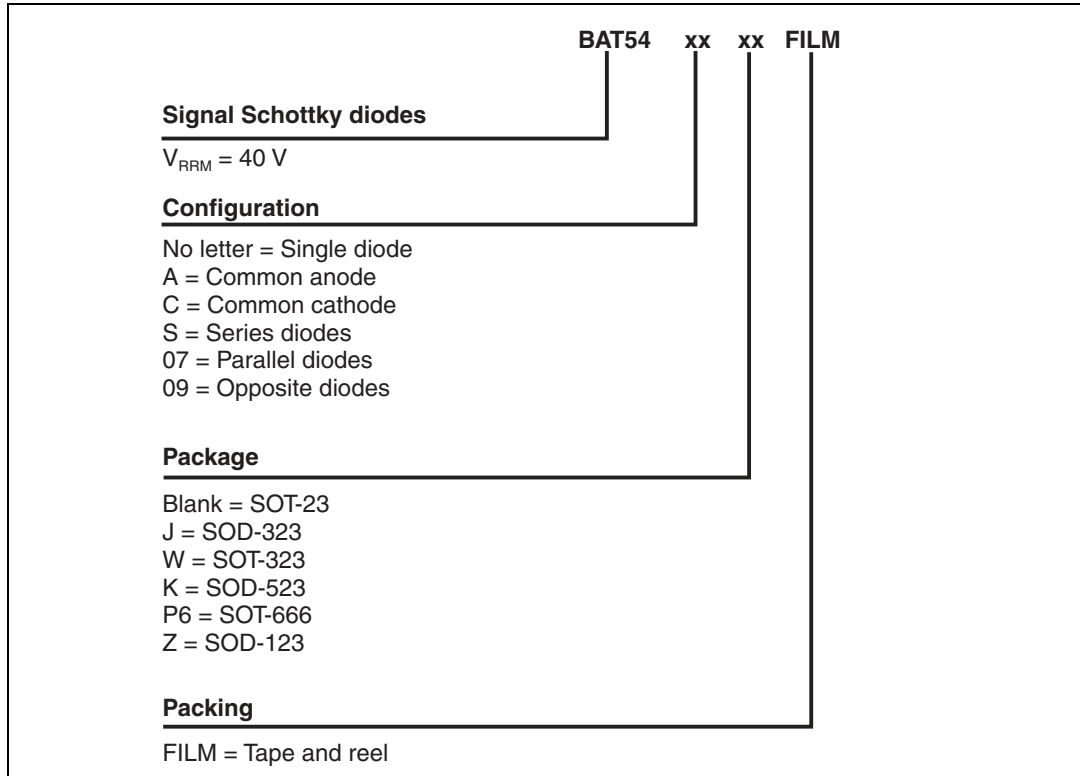 BAT54 xx xx FILM
Signal Schottky diodes
VRRM = 40 V
Configuration
No letter = Single diode
A = Common anode
C = Common cathode
S = Series diodes
07 = Parallel diodes
09 = Opposite diodes
Package
Blank = SOT-23
J = SOD-323
W = SOT-323
K = SOD-523
P6 = SOT-666
Z = SOD-123
Packing
FILM = Tape and reel